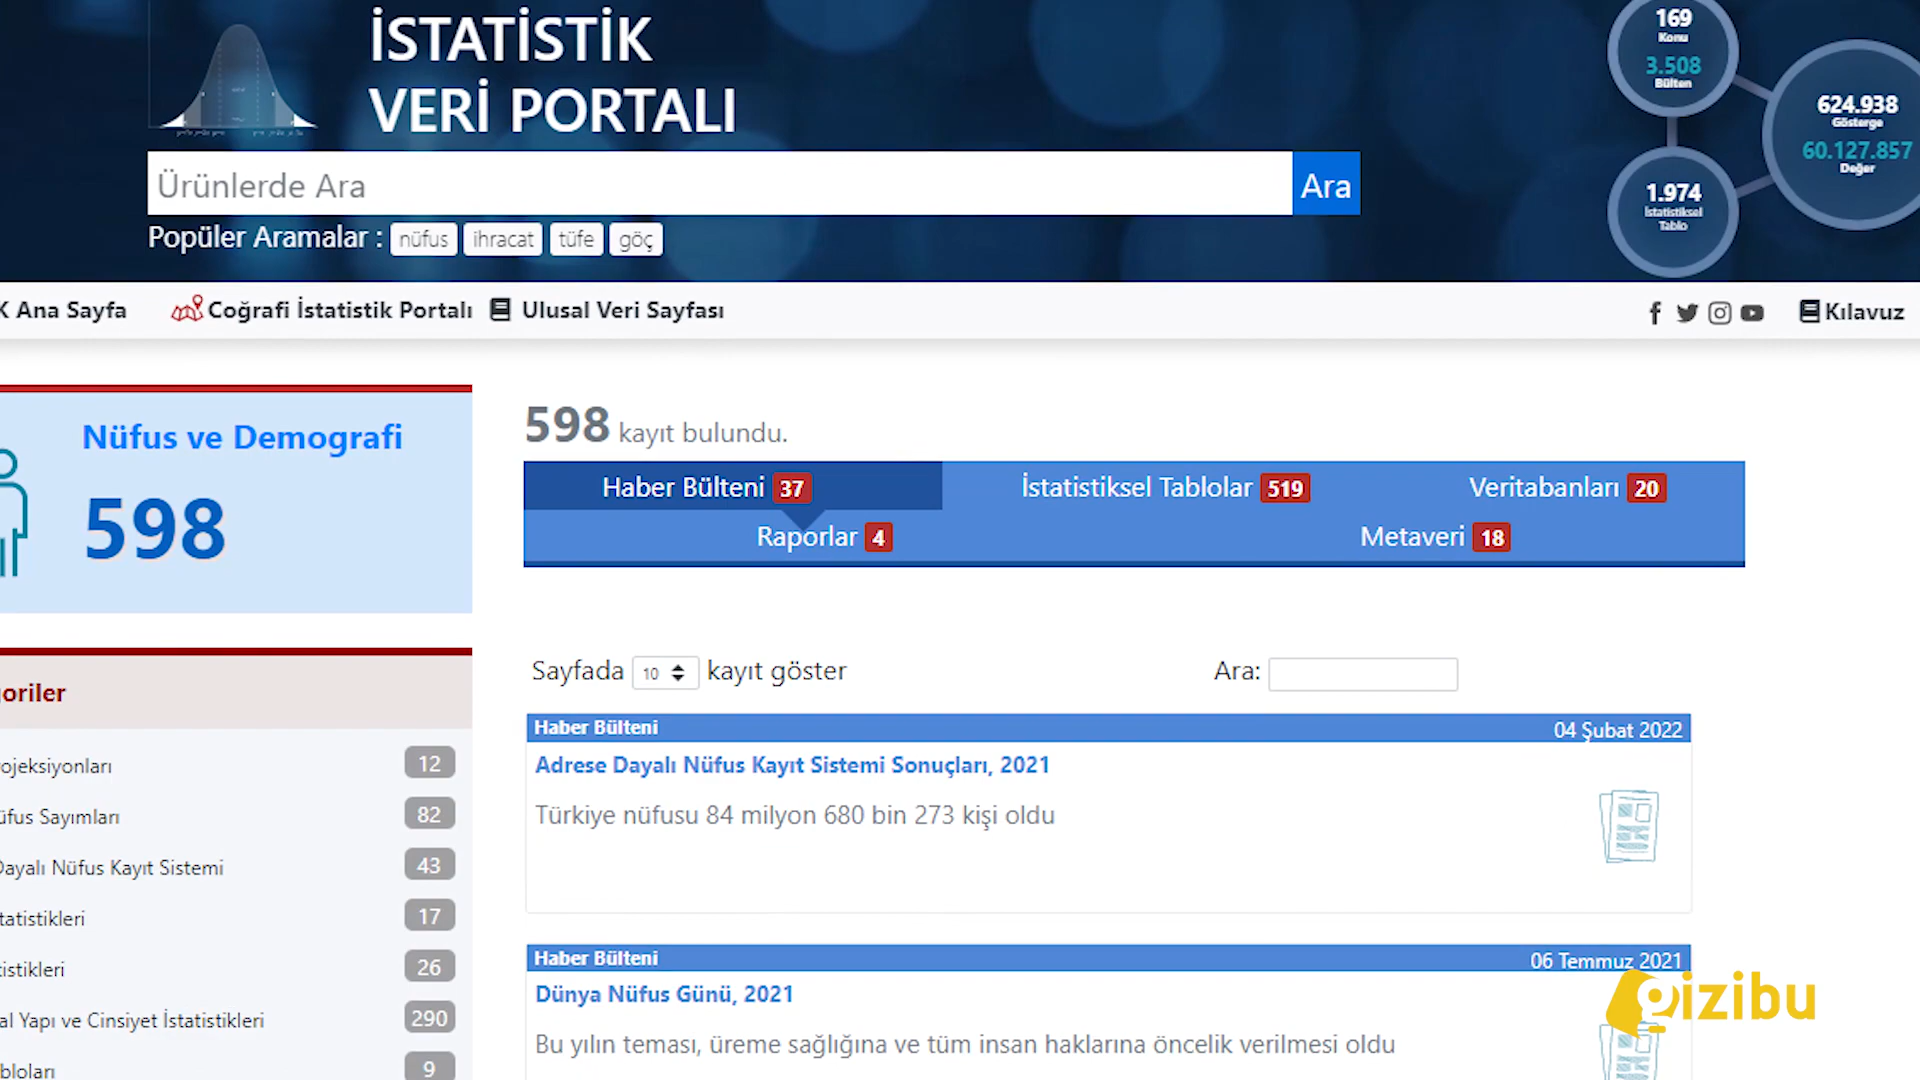 İSTATİSTİK
VERİ PORTALI
169
Konu
3.508
Bülten
624.938
Gösterge
60.127.857
Değer
1.974
İstatistiksel
Tablo
Ürünlerde Ara
Ara
Popüler Aramalar : nüfus ihracat tüfe göç
K Ana Sayfa Coğrafi İstatistik Portalı Ulusal Veri Sayfası Kılavuz
Nüfus ve Demografi
598
598 kayıt bulundu.
Haber Bülteni 37 İstatistiksel Tablolar 519 Veritabanları 20
Raporlar 4 Metaveri 18
goriler
ojeksiyonları 12
üfus Sayımları 82
Dayalı Nüfus Kayıt Sistemi 43
tatistikleri 17
tistikleri 26
al Yapı ve Cinsiyet İstatistikleri 290
bloları 9
Sayfada 10 kayıt göster Ara:
Haber Bülteni 04 Şubat 2022
Adrese Dayalı Nüfus Kayıt Sistemi Sonuçları, 2021
Türkiye nüfusu 84 milyon 680 bin 273 kişi oldu
Haber Bülteni 06 Temmuz 2021
Dünya Nüfus Günü, 2021
Bu yılın teması, üreme sağlığına ve tüm insan haklarına öncelik verilmesi oldu
gizibu